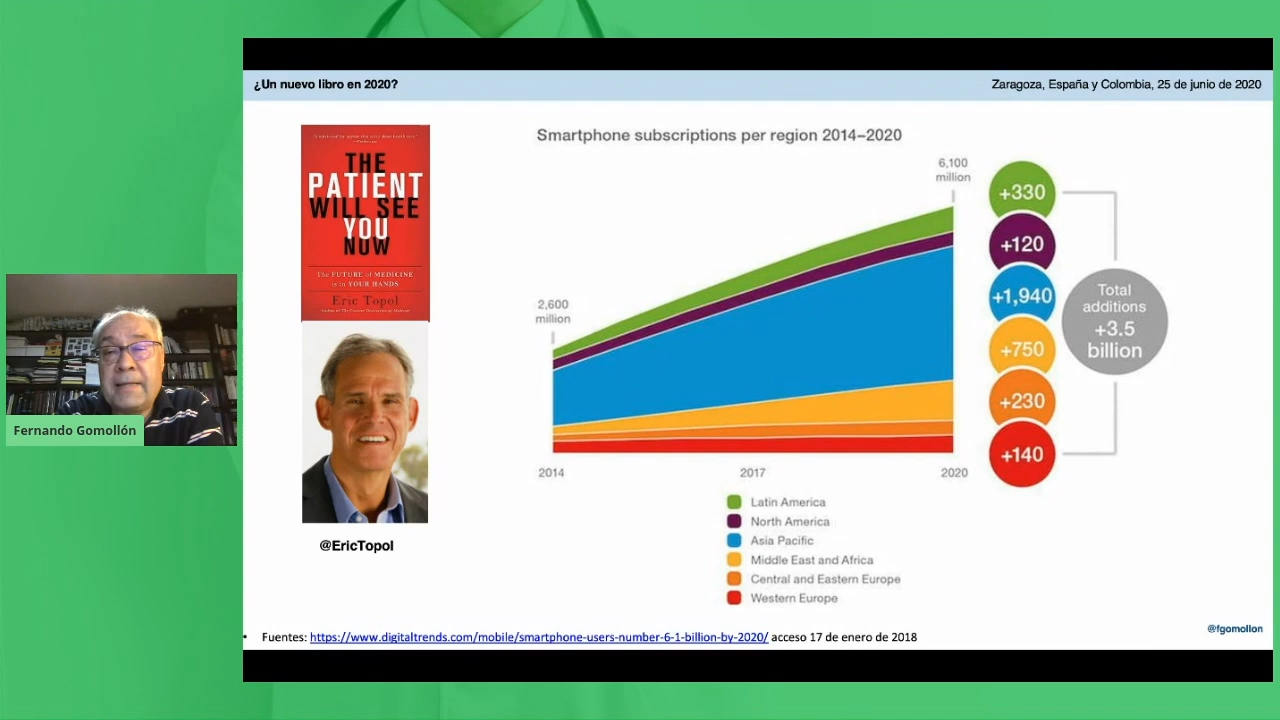 ¿Un nuevo libro en 2020?
Zaragoza, España y Colombia, 25 de junio de 2020
THE
PATIENT
WILL SEE
YOU
NOW
The FUTURE of MEDICINE
is in YOUR HANDS
Eric Topol
@EricTopol
Smartphone subscriptions per region 2014–2020
2,600
million
6,100
million
2014
2017
2020
+330
+120
+1,940
+750
+230
+140
Total
additions
+3.5
billion
Latin America
North America
Asia Pacific
Middle East and Africa
Central and Eastern Europe
Western Europe
Fernando Gomollón
• Fuentes: https://www.digitaltrends.com/mobile/smartphone-users-number-6-1-billion-by-2020/ acceso 17 de enero de 2018
@fgomollon